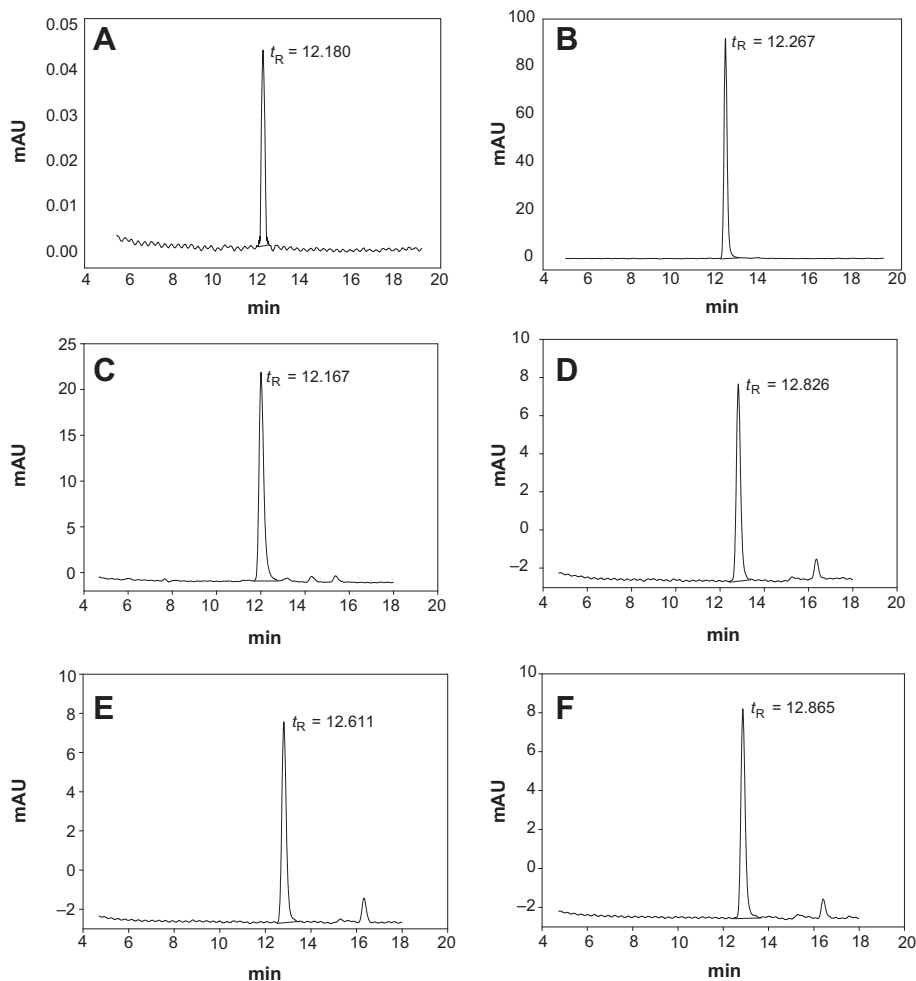 A
tR = 12.180
mAU
0.05
0.04
0.03
0.02
0.01
0.00
4 6 8 10 12 14 16 18 20
min
B
tR = 12.267
mAU
100
80
60
40
20
0
4 6 8 10 12 14 16 18 20
min
C
tR = 12.167
mAU
25
20
15
10
5
0
4 6 8 10 12 14 16 18 20
min
D
tR = 12.826
mAU
10
8
6
4
2
0
–2
4 6 8 10 12 14 16 18 20
min
E
tR = 12.611
mAU
10
8
6
4
2
0
–2
4 6 8 10 12 14 16 18 20
min
F
tR = 12.865
mAU
10
8
6
4
2
0
–2
4 6 8 10 12 14 16 18 20
min